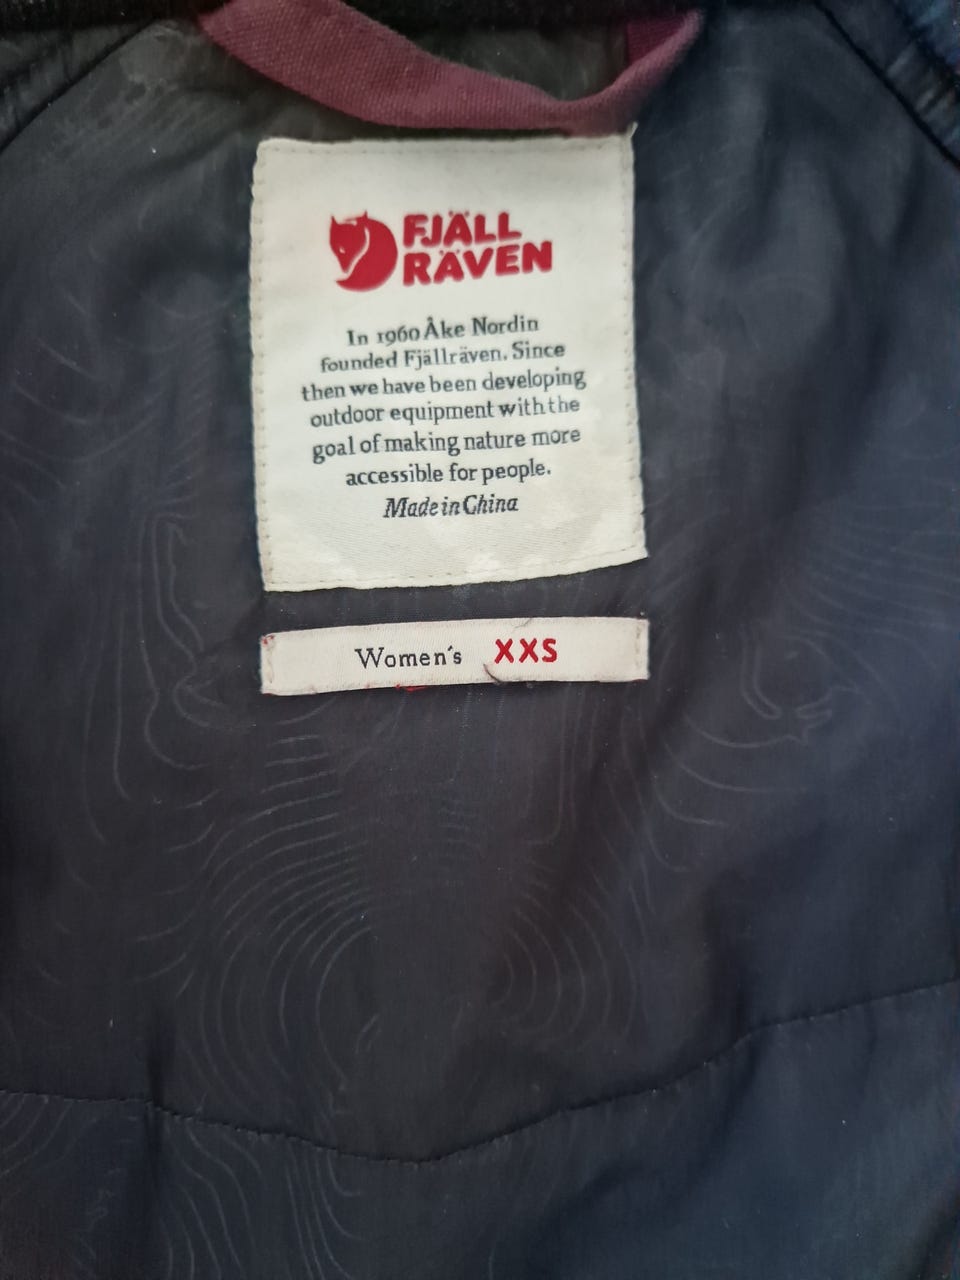 FJÄLL
RÄVEN
In 1960 Åke Nordin
founded Fjällräven. Since
then we have been developing
outdoor equipment with the
goal of making nature more
accessible for people.
Made in China
Women's XXS